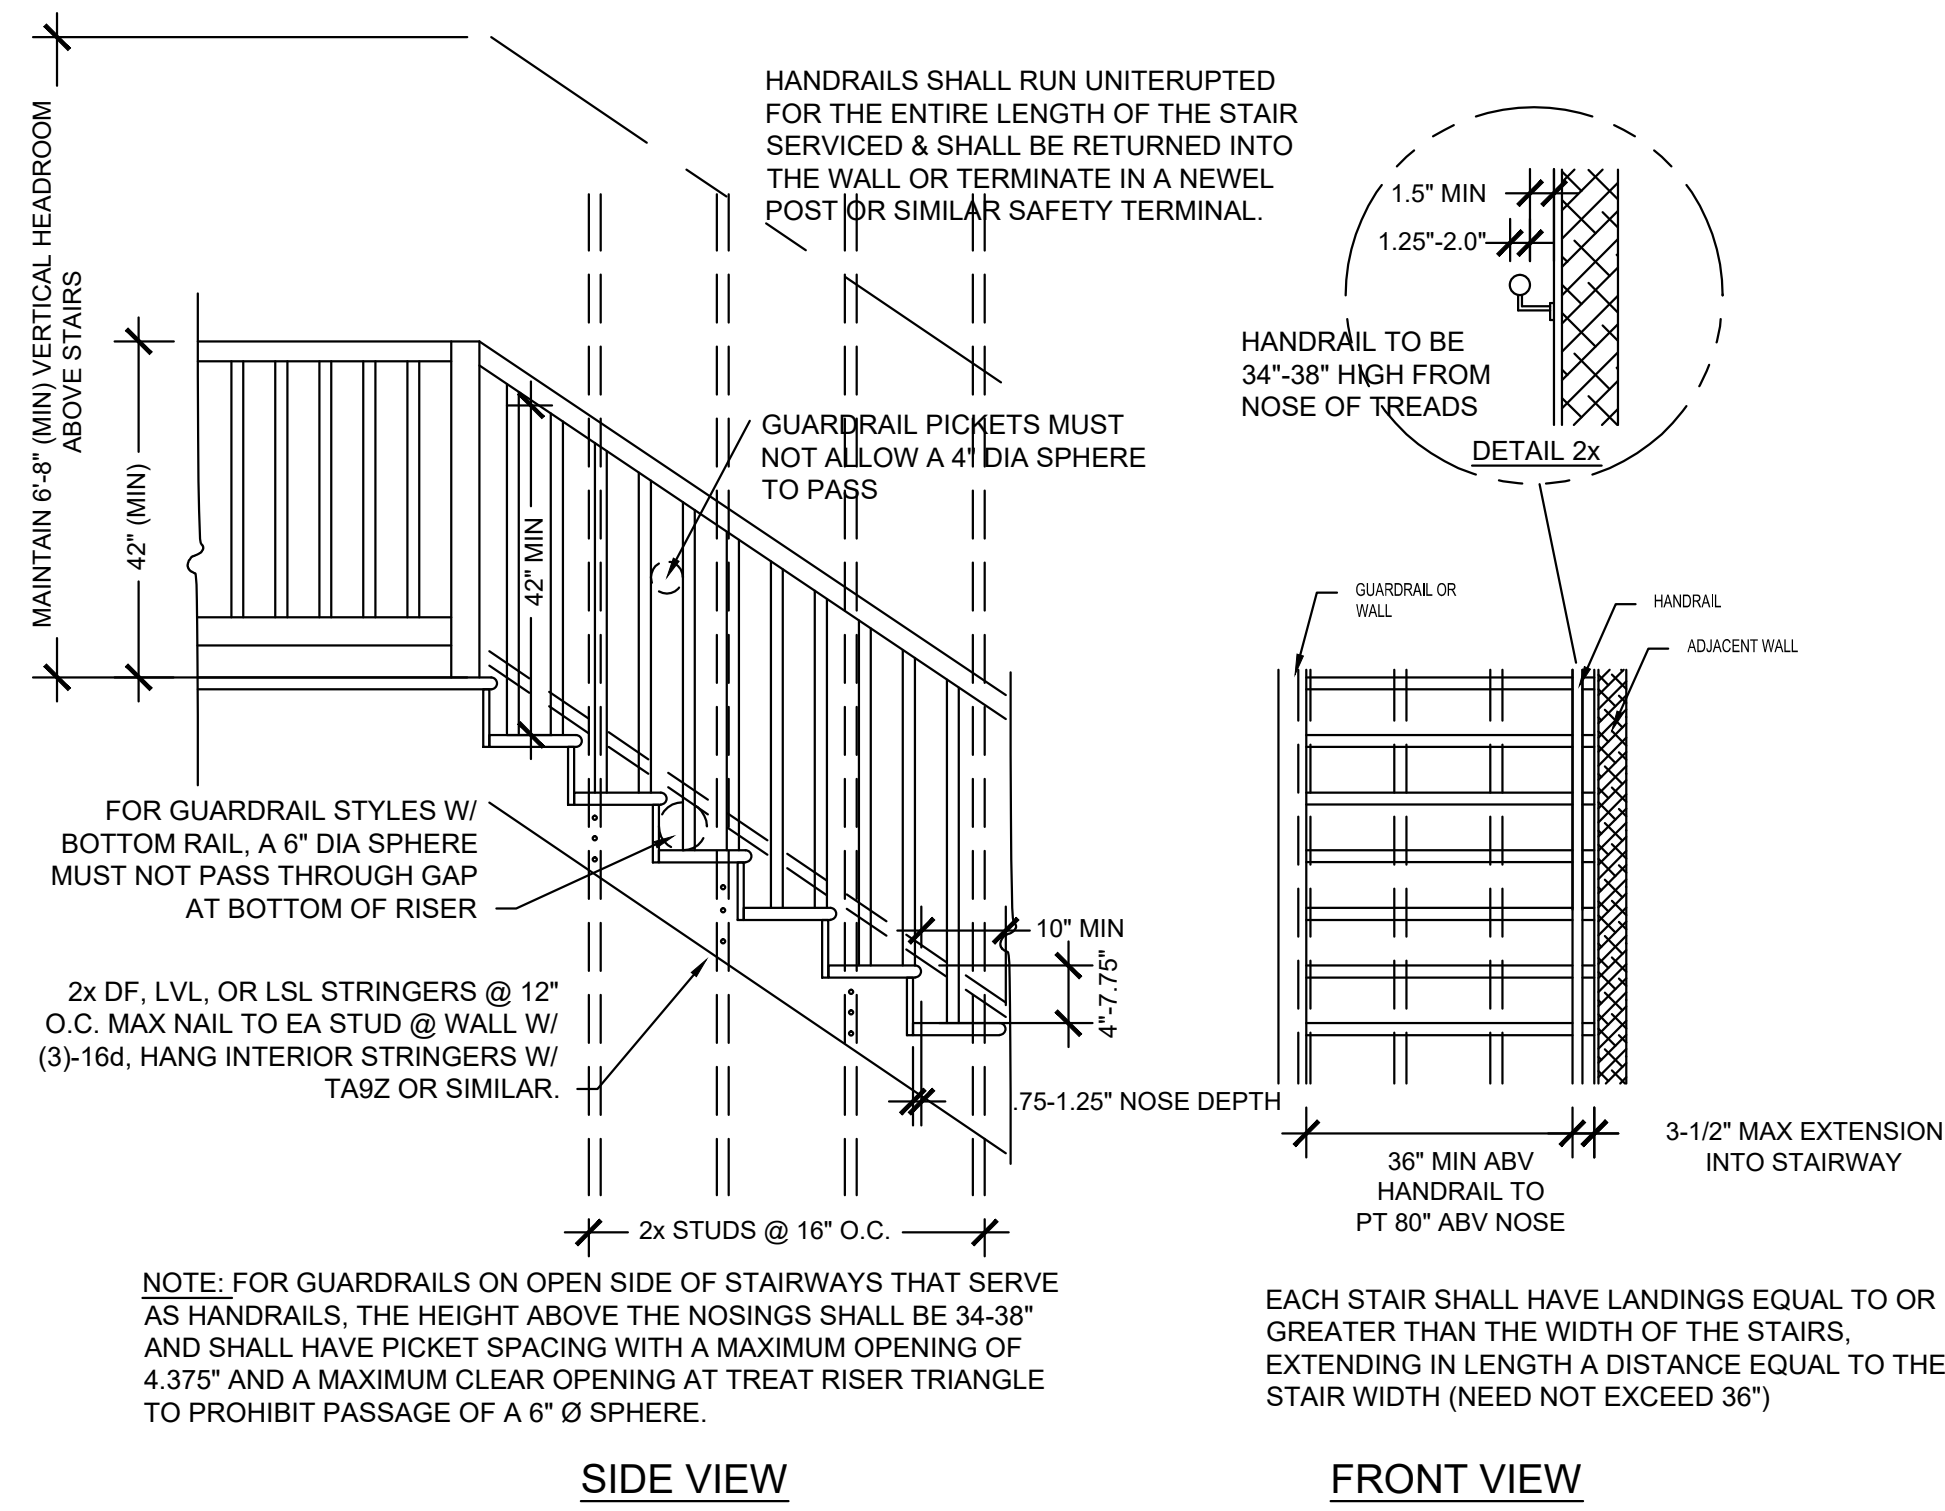 MAINTAIN 6'-8" (MIN) VERTICAL HEADROOM
ABOVE STAIRS
42" (MIN)
HANDRAILS SHALL RUN UNITERUPTED
FOR THE ENTIRE LENGTH OF THE STAIR
SERVICED & SHALL BE RETURNED INTO
THE WALL OR TERMINATE IN A NEWEL
POST OR SIMILAR SAFETY TERMINAL.
42" MIN
GUARDRAIL PICKETS MUST
NOT ALLOW A 4" DIA SPHERE
TO PASS
FOR GUARDRAIL STYLES W/
BOTTOM RAIL, A 6" DIA SPHERE
MUST NOT PASS THROUGH GAP
AT BOTTOM OF RISER
2x DF, LVL, OR LSL STRINGERS @ 12"
O.C. MAX NAIL TO EA STUD @ WALL W/
(3)-16d, HANG INTERIOR STRINGERS W/
TA9Z OR SIMILAR.
10" MIN
4"-7.75"
.75-1.25" NOSE DEPTH
2x STUDS @ 16" O.C.
NOTE: FOR GUARDRAILS ON OPEN SIDE OF STAIRWAYS THAT SERVE
AS HANDRAILS, THE HEIGHT ABOVE THE NOSINGS SHALL BE 34-38"
AND SHALL HAVE PICKET SPACING WITH A MAXIMUM OPENING OF
4.375" AND A MAXIMUM CLEAR OPENING AT TREAT RISER TRIANGLE
TO PROHIBIT PASSAGE OF A 6" Ø SPHERE.
SIDE VIEW
1.5" MIN
1.25"-2.0"
HANDRAIL TO BE
34"-38" HIGH FROM
NOSE OF TREADS
DETAIL 2x
GUARDRAIL OR
WALL
HANDRAIL
ADJACENT WALL
36" MIN ABV
HANDRAIL TO
PT 80" ABV NOSE
3-1/2" MAX EXTENSION
INTO STAIRWAY
EACH STAIR SHALL HAVE LANDINGS EQUAL TO OR
GREATER THAN THE WIDTH OF THE STAIRS,
EXTENDING IN LENGTH A DISTANCE EQUAL TO THE
STAIR WIDTH (NEED NOT EXCEED 36")
FRONT VIEW